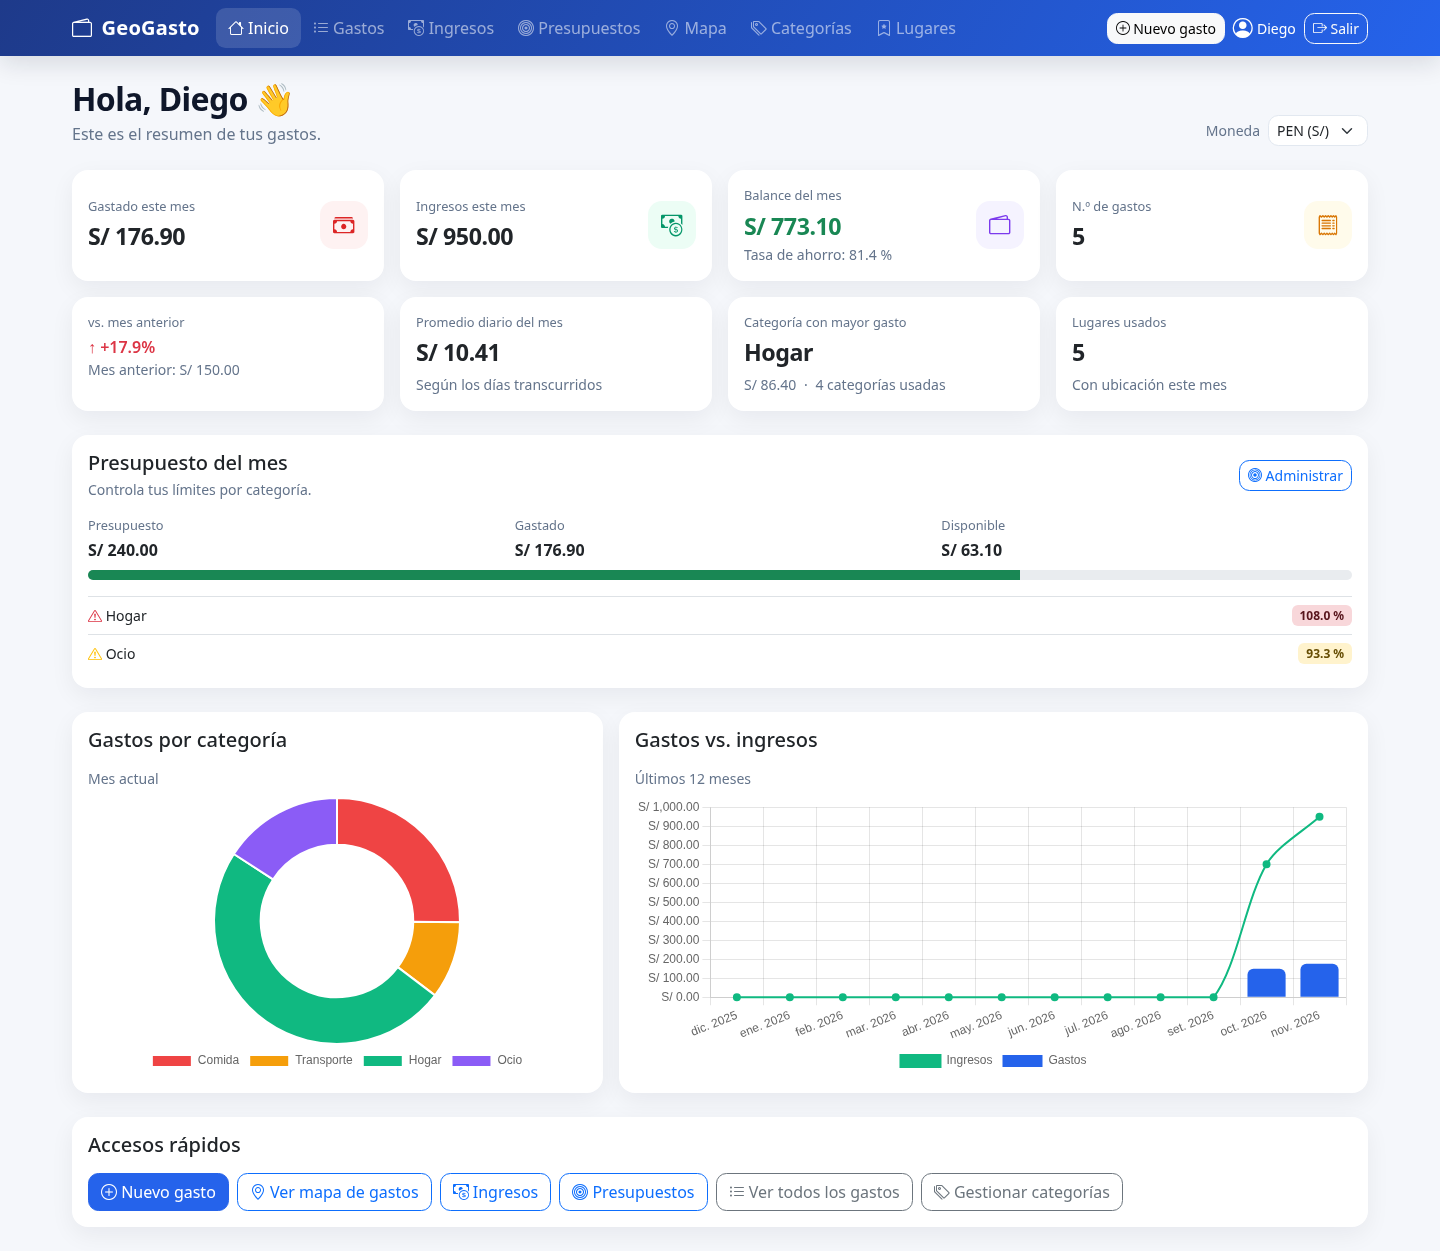 GeoGasto
Inicio
Gastos
Ingresos
Presupuestos
Mapa
Categorías
Lugares
Nuevo gasto
Diego
Salir
Hola, Diego 👋
Este es el resumen de tus gastos.
Moneda
PEN (S/)
Gastado este mes
S/ 176.90
Ingresos este mes
S/ 950.00
Balance del mes
S/ 773.10
Tasa de ahorro: 81.4 %
N.º de gastos
5
vs. mes anterior
↑ +17.9%
Mes anterior: S/ 150.00
Promedio diario del mes
S/ 10.41
Según los días transcurridos
Categoría con mayor gasto
Hogar
S/ 86.40 · 4 categorías usadas
Lugares usados
5
Con ubicación este mes
Presupuesto del mes
Controla tus límites por categoría.
Administrar
Presupuesto
S/ 240.00
Gastado
S/ 176.90
Disponible
S/ 63.10
Hogar
108.0 %
Ocio
93.3 %
Gastos por categoría
Mes actual
Comida
Transporte
Hogar
Ocio
Gastos vs. ingresos
Últimos 12 meses
S/ 1,000.00
S/ 900.00
S/ 800.00
S/ 700.00
S/ 600.00
S/ 500.00
S/ 400.00
S/ 300.00
S/ 200.00
S/ 100.00
S/ 0.00
dic. 2025
ene. 2026
feb. 2026
mar. 2026
abr. 2026
may. 2026
jun. 2026
jul. 2026
ago. 2026
set. 2026
oct. 2026
nov. 2026
Ingresos
Gastos
Accesos rápidos
Nuevo gasto
Ver mapa de gastos
Ingresos
Presupuestos
Ver todos los gastos
Gestionar categorías